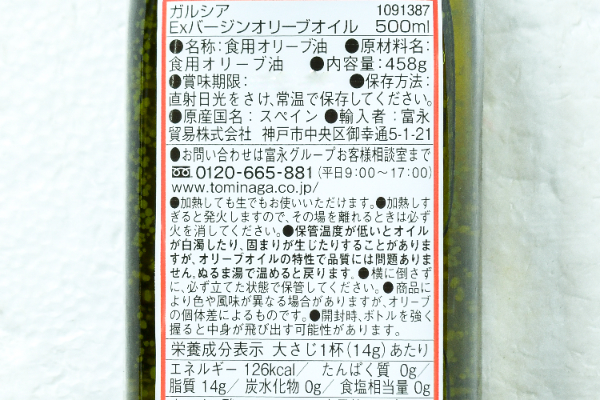 ガルシア 1091387
Exバージンオリーブオイル 500ml
●名称：食用オリーブ油 ●原材料名：
食用オリーブ油 ●内容量：458g
●賞味期限： ●保存方法：
直射日光をさけ、常温で保存してください。
●原産国名：スペイン ●輸入者：富永
貿易株式会社 神戸市中央区御幸通5-1-21
●お問い合わせは富永グループお客様相談室まで
0120-665-881（平日9:00〜17:00）
www.tominaga.co.jp/
●加熱しても生でもお使いいただけます。●加熱しす
ぎると発火しますので、その場を離れるときは必ず
火を消してください。●保管温度が低いとオイル
が白濁したり、固まりが生じたりすることがありま
すが、オリーブオイルの特性で品質には問題ありま
せん。ぬるま湯で温めると戻ります。●横に倒さず
に、必ず立てた状態で保管してください。●商品に
より色や風味が異なる場合がありますが、オリーブ
の個体差によるものです。●開封時、ボトルを強く
握ると中身が飛び出す可能性があります。
栄養成分表示 大さじ1杯（14g）あたり
エネルギー 126kcal／ たんぱく質 0g／
脂質 14g／ 炭水化物 0g／ 食塩相当量 0g